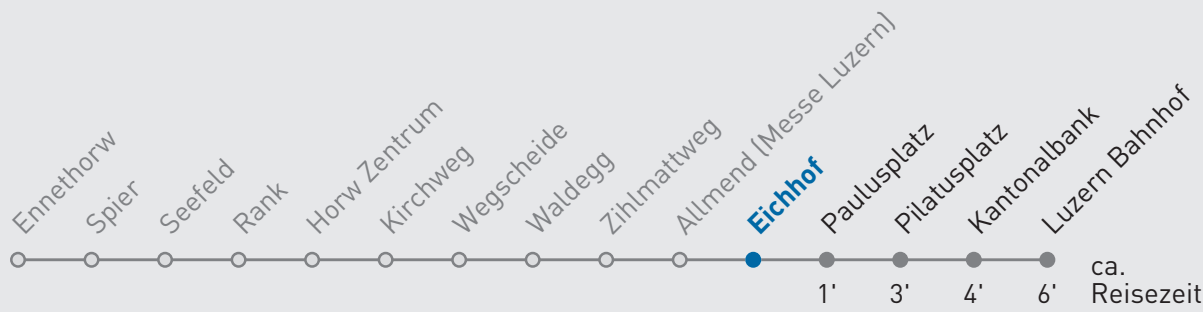 Ennethorw
Spier
Seefeld
Rank
Horw Zentrum
Kirchweg
Wegscheide
Waldegg
Zihlmattweg
Allmend (Messe Luzern)
Eichhof
Paulusplatz
Pilatusplatz
Kantonalbank
Luzern Bahnhof
1' 3' 4' 6'
ca.
Reisezeit